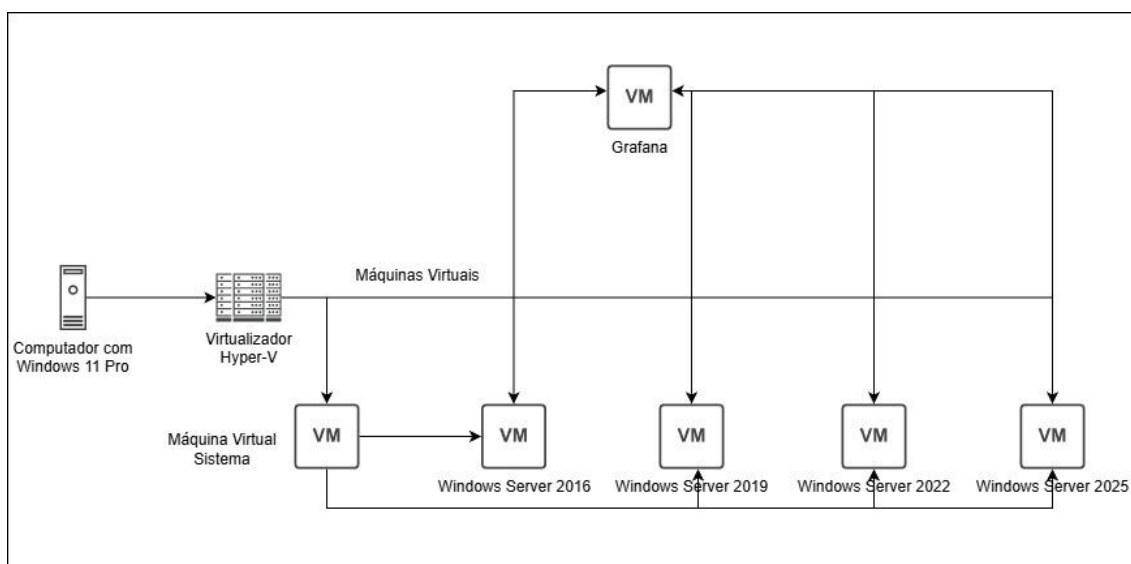 VM
Grafana
Máquinas Virtuais
Computador com
Windows 11 Pro
Virtualizador
Hyper-V
Máquina Virtual
Sistema
VM
VM
VM
VM
VM
Windows Server 2016
Windows Server 2019
Windows Server 2022
Windows Server 2025